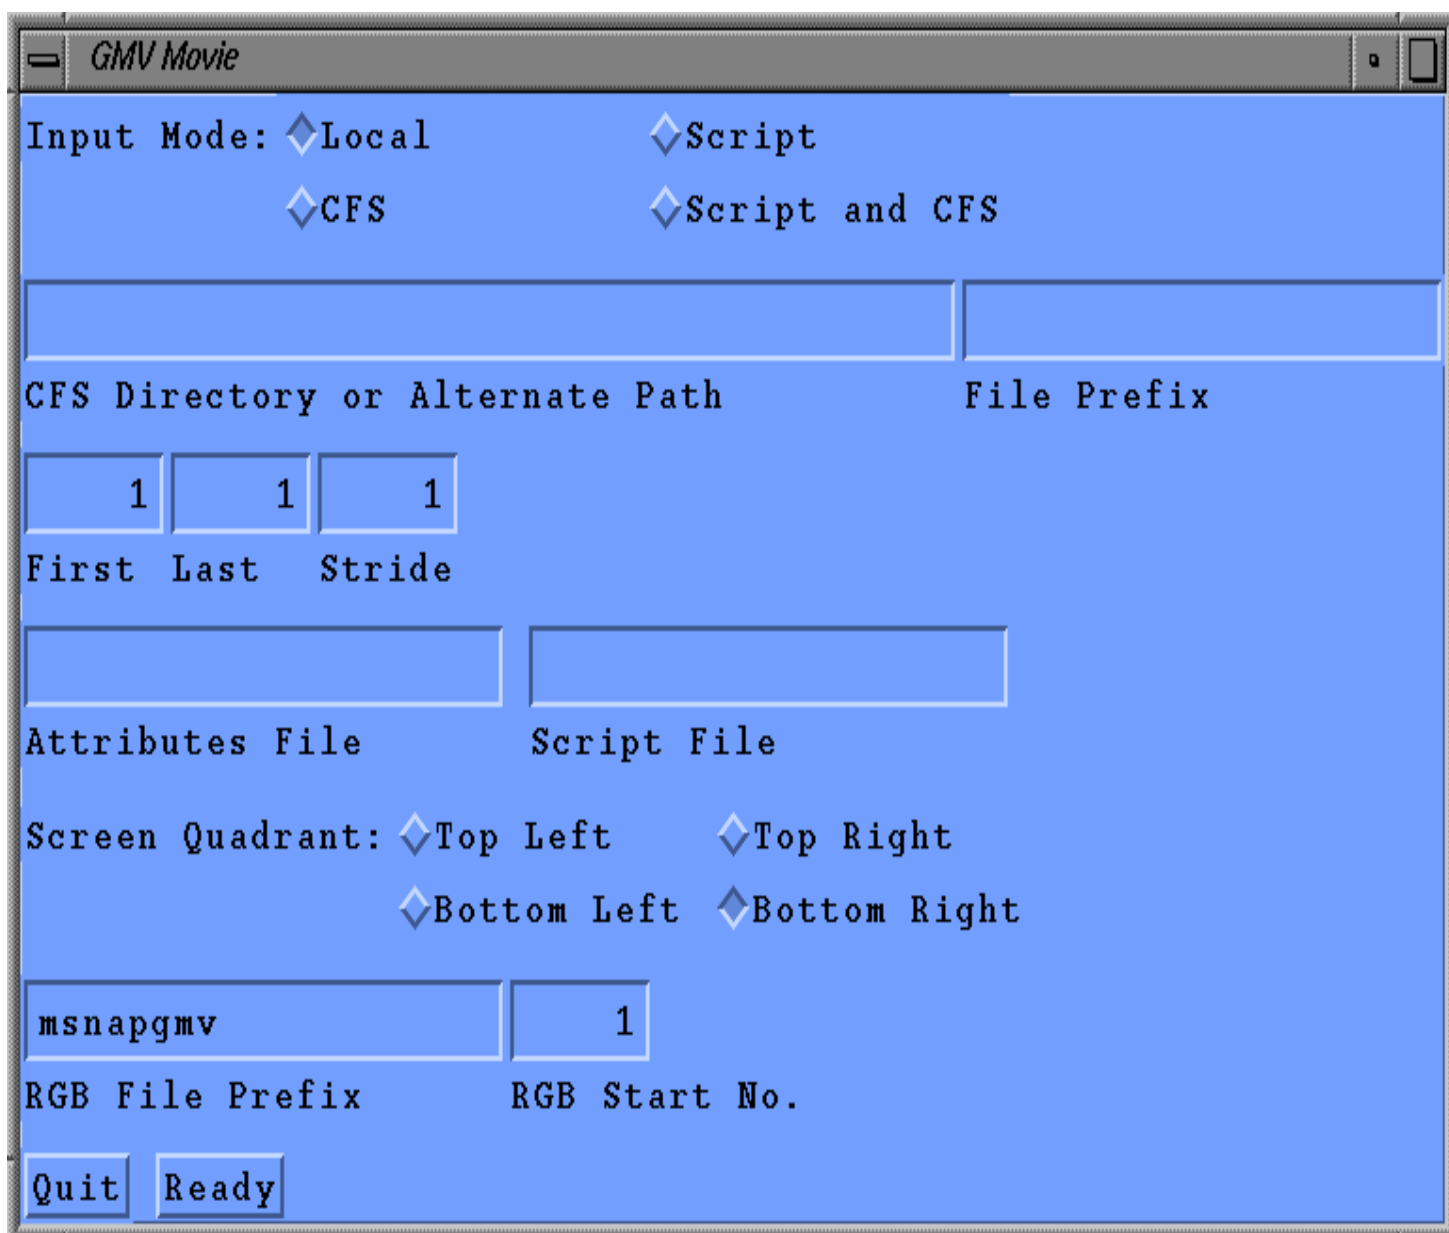 GMV Movie
Input Mode: Local Script
CFS Script and CFS
CFS Directory or Alternate Path File Prefix
1 1 1
First Last Stride
Attributes File Script File
Screen Quadrant: Top Left Top Right
Bottom Left Bottom Right
msnapgmv 1
RGB File Prefix RGB Start No.
Quit Ready